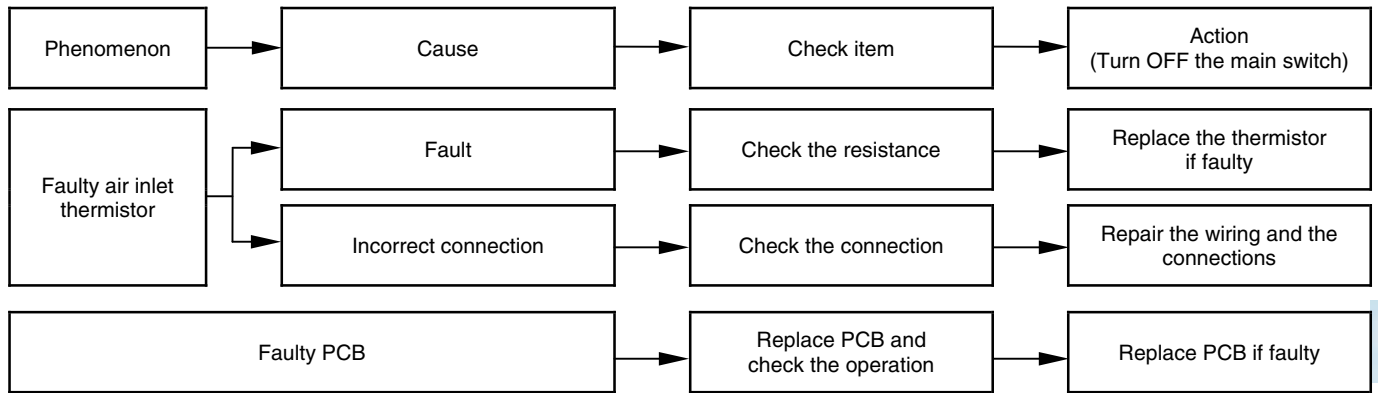 Phenomenon
Cause
Check item
Action
(Turn OFF the main switch)
Faulty air inlet
thermistor
Fault
Check the resistance
Replace the thermistor
if faulty
Incorrect connection
Check the connection
Repair the wiring and the
connections
Faulty PCB
Replace PCB and
check the operation
Replace PCB if faulty